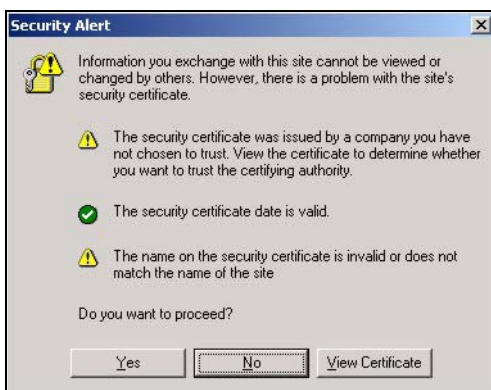 Security Alert
Information you exchange with this site cannot be viewed or
changed by others. However, there is a problem with the site's
security certificate.
The security certificate was issued by a company you have
not chosen to trust. View the certificate to determine whether
you want to trust the certifying authority.
The security certificate date is valid.
The name on the security certificate is invalid or does not
match the name of the site
Do you want to proceed?
Yes
No
View Certificate